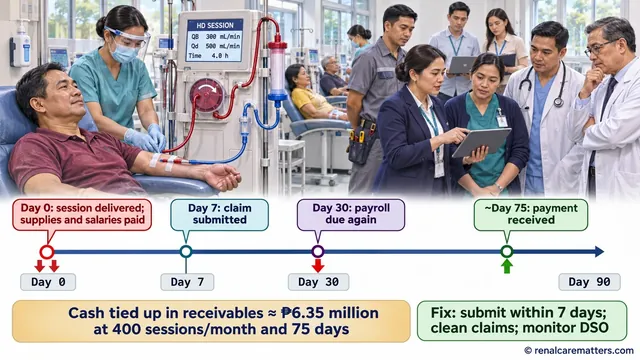 HD SESSION
QB 300 mL/min
Qd 500 mL/min
Time 4.0 h
Day 0: session delivered;
supplies and salaries paid
Day 7: claim
submitted
Day 30: payroll
due again
~Day 75: payment
received
Day 0
Day 7
Day 30
Day 90
Cash tied up in receivables ≈ ₱6.35 million
at 400 sessions/month and 75 days
Fix: submit within 7 days;
clean claims; monitor DSO
© renalcarematters.com